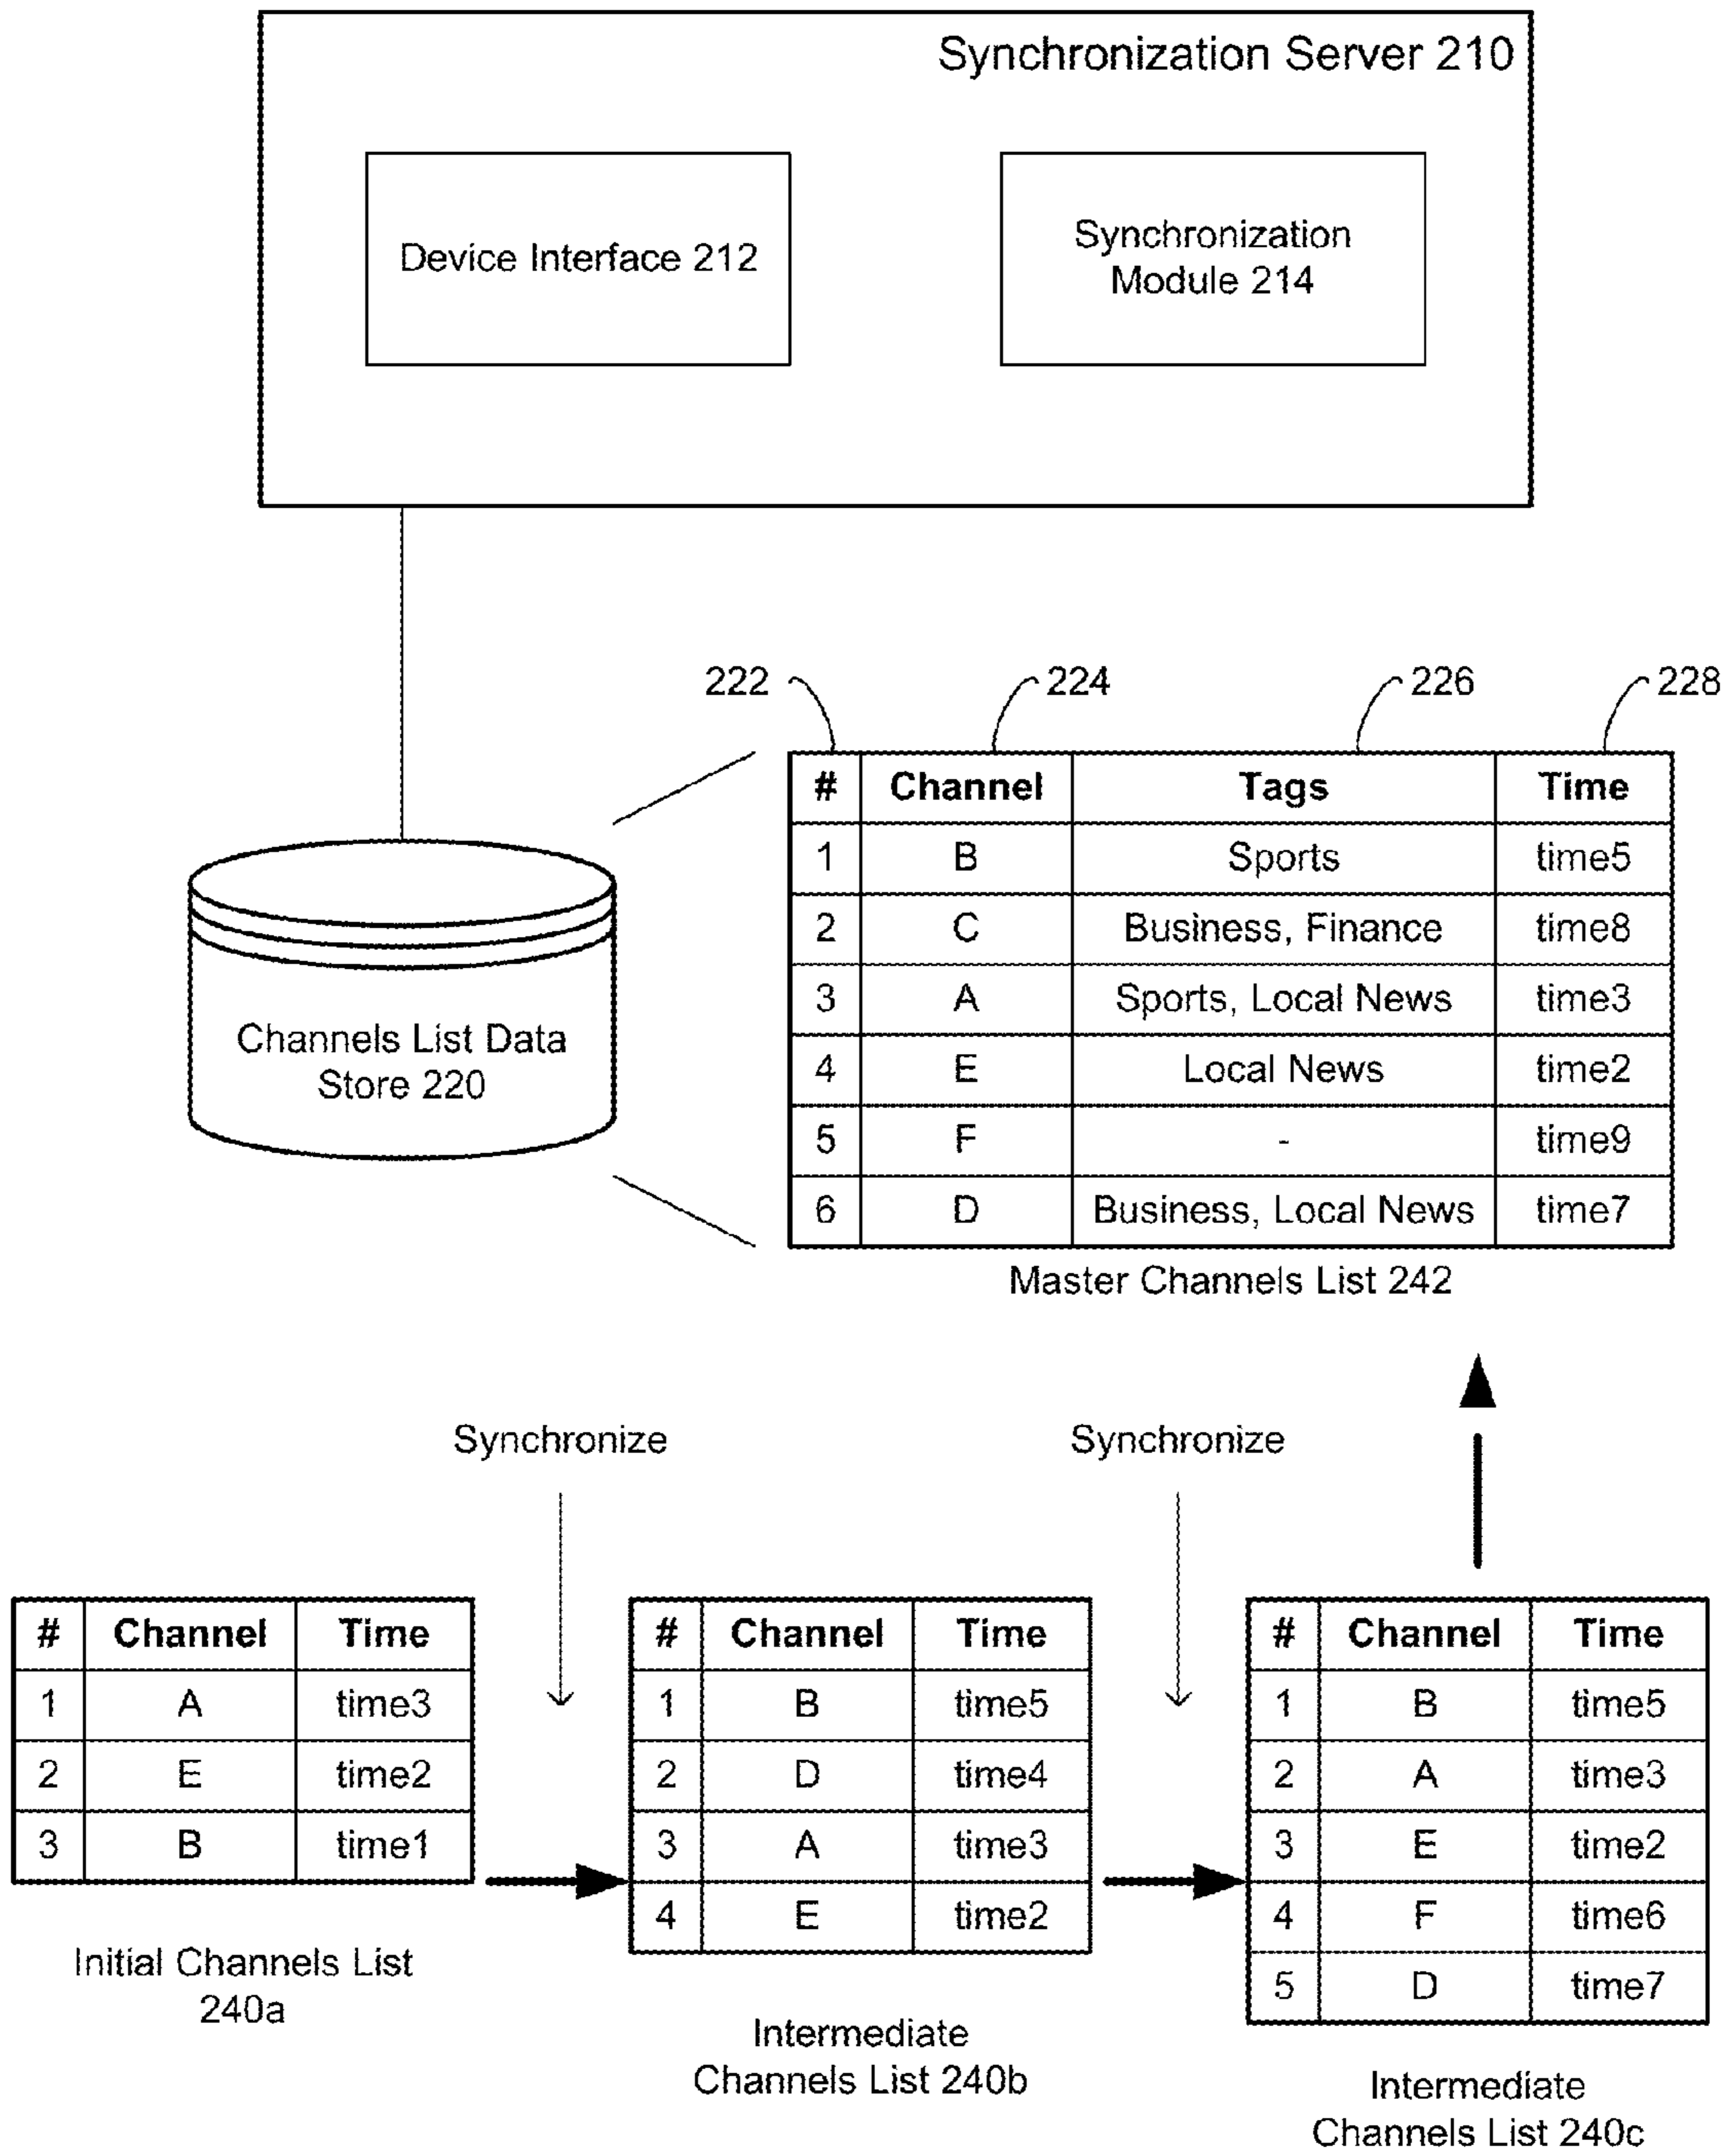 Synchronization Server 210
Device Interface 212
Synchronization
Module 214
222 224 226 228
# Channel Tags Time
1 B Sports time5
2 C Business, Finance time8
3 A Sports, Local News time3
4 E Local News time2
5 F - time9
6 D Business, Local News time7
Master Channels List 242
Channels List Data
Store 220
Synchronize
Synchronize
# Channel Time
1 A time3
2 E time2
3 B time1
Initial Channels List
240a
# Channel Time
1 B time5
2 D time4
3 A time3
4 E time2
Intermediate
Channels List 240b
# Channel Time
1 B time5
2 A time3
3 E time2
4 F time6
5 D time7
Intermediate
Channels List 240c